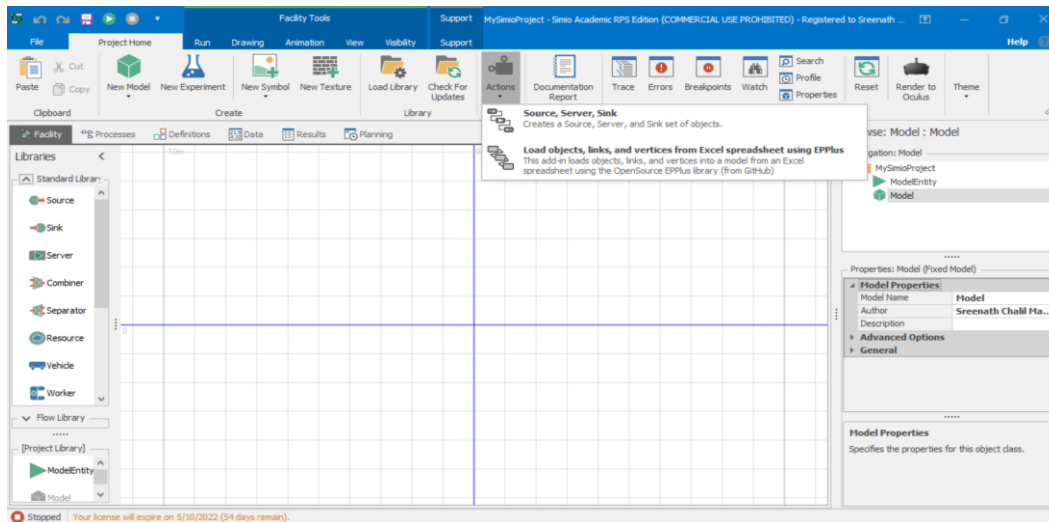 Facility Tools
Support
MySimioProject - Simio Academic RPS Edition (COMMERCIAL USE PROHIBITED) - Registered to Sreenath ...
File
Project Home
Run
Drawing
Animation
View
Visibility
Support
Help
Paste
Cut
Copy
New Model
New Experiment
New Symbol
New Texture
Load Library
Check For
Updates
Actions
Documentation
Report
Trace
Errors
Breakpoints
Watch
Search
Profile
Properties
Reset
Render to
Oculus
Theme
Clipboard
Create
Library
Source, Server, Sink
Creates a Source, Server, and Sink set of objects.
Load objects, links, and vertices from Excel spreadsheet using EPPlus
This add-in loads objects, links, and vertices into a model from an Excel
spreadsheet using the OpenSource EPPlus library (from GitHub)
Facility
Processes
Definitions
Data
Results
Planning
Libraries
Standard Library
Source
Sink
Server
Combiner
Separator
Resource
Vehicle
Worker
Flow Library
[Project Library]
ModelEntity
Model
-10m
0
wse: Model : Model
gation: Model
MySimioProject
ModelEntity
Model
Properties: Model (Fixed Model)
Model Properties
Model Name Model
Author Sreenath Chalil Ma...
Description
Advanced Options
General
Model Properties
Specifies the properties for this object class.
Stopped
Your license will expire on 5/10/2022 (54 days remain).